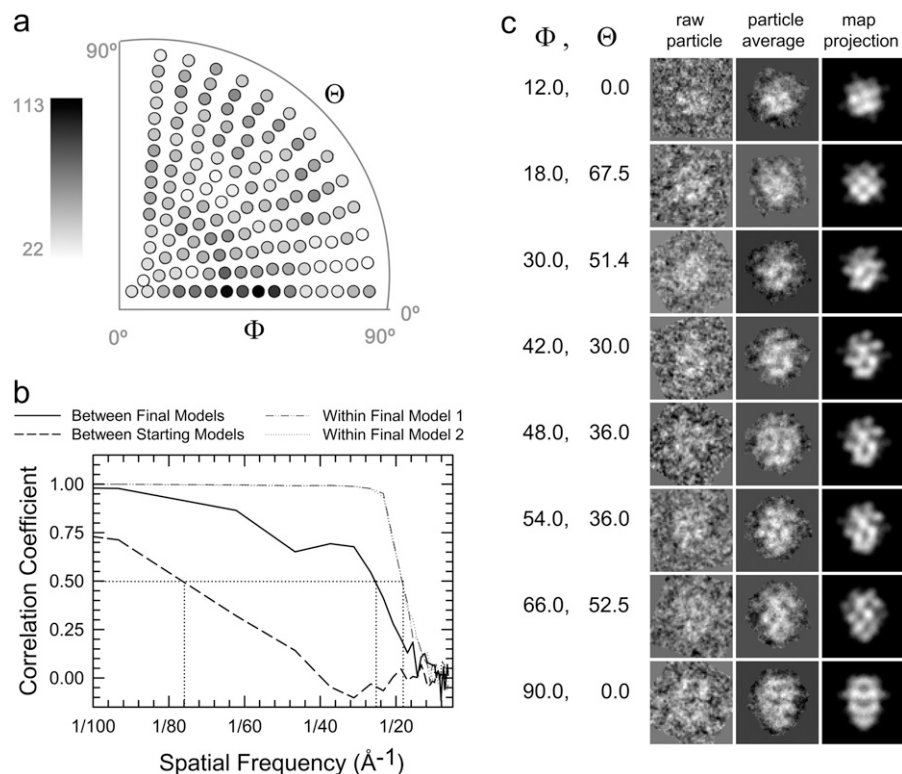 a
90°
Θ
113
22
0°
Φ
90°
0°
b
Between Final Models
Within Final Model 1
Between Starting Models
Within Final Model 2
Correlation Coefficient
1.00
0.75
0.50
0.25
0.00
1/100
1/80
1/60
1/40
1/20
Spatial Frequency (Å-1)
c
Φ , Θ
raw particle
particle average
map projection
12.0, 0.0
18.0, 67.5
30.0, 51.4
42.0, 30.0
48.0, 36.0
54.0, 36.0
66.0, 52.5
90.0, 0.0